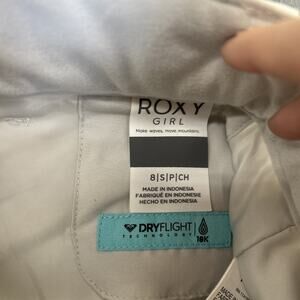 ROXY
GIRL
Make waves, move mountains.
8|S|P|CH
MADE IN INDONESIA
FABRIQUÉ EN INDONESIE
HECHO EN INDONESIA
DRYFLIGHT
TECHNOLOGY
10K